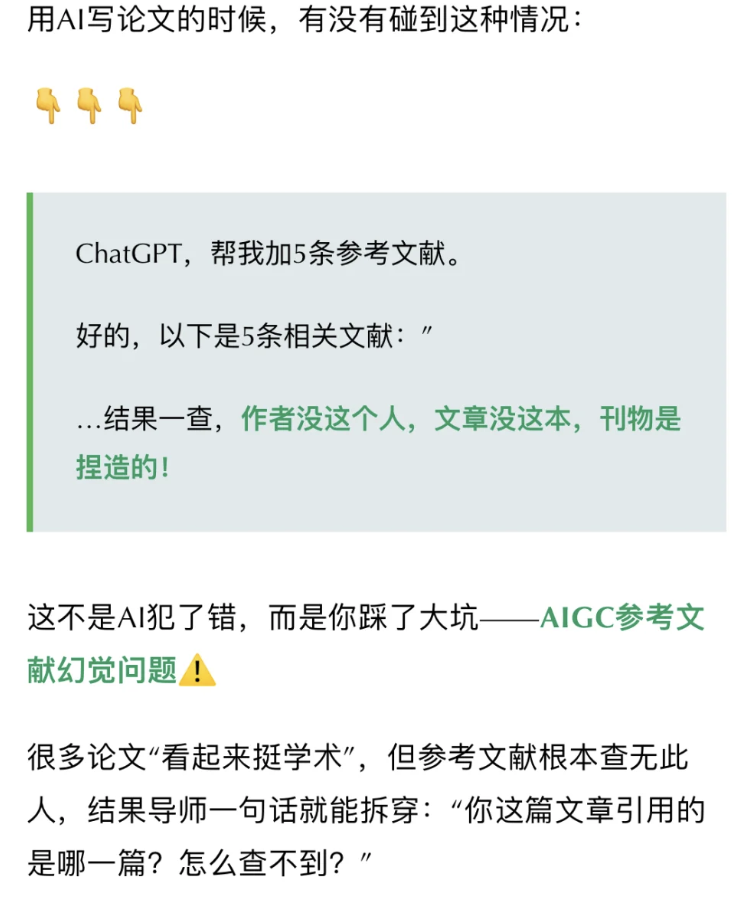 用AI写论文的时候，有没有碰到这种情况：
👇👇👇
ChatGPT，帮我加5条参考文献。
好的，以下是5条相关文献：”
…结果一查，作者没这个人，文章没这本，刊物是
捏造的！
这不是AI犯了错，而是你踩了大坑——AIGC参考文
献幻觉问题⚠️
很多论文“看起来挺学术”，但参考文献根本查无此
人，结果导师一句话就能拆穿：“你这篇文章引用的
是哪一篇？怎么查不到？”